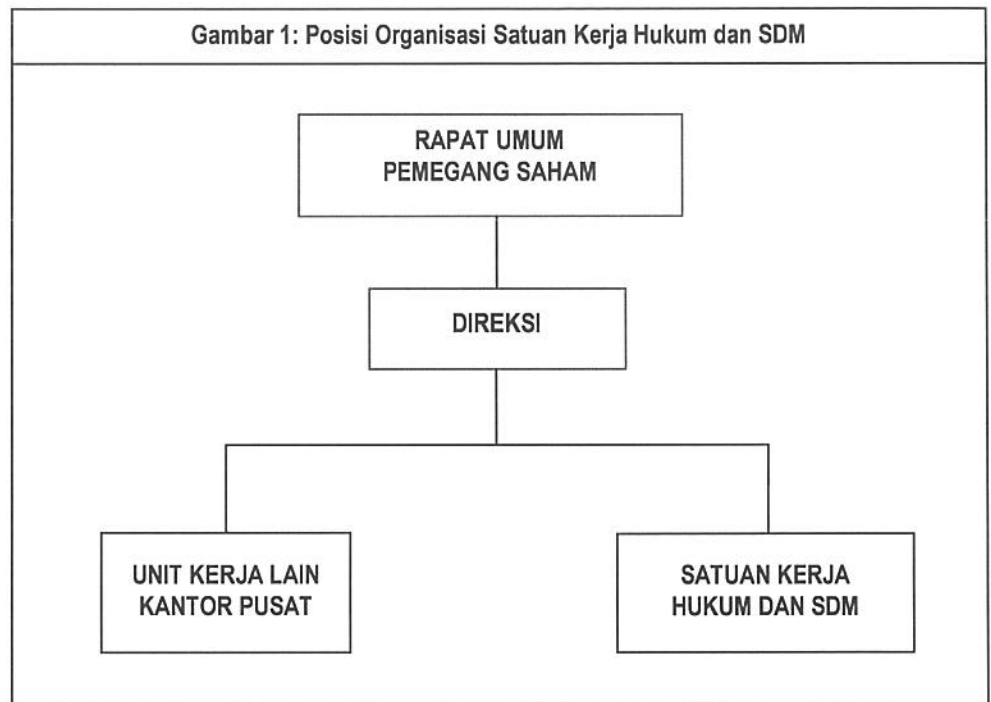 Gambar 1: Posisi Organisasi Satuan Kerja Hukum dan SDM
RAPAT UMUM
PEMEGANG SAHAM
DIREKSI
UNIT KERJA LAIN
KANTOR PUSAT
SATUAN KERJA
HUKUM DAN SDM